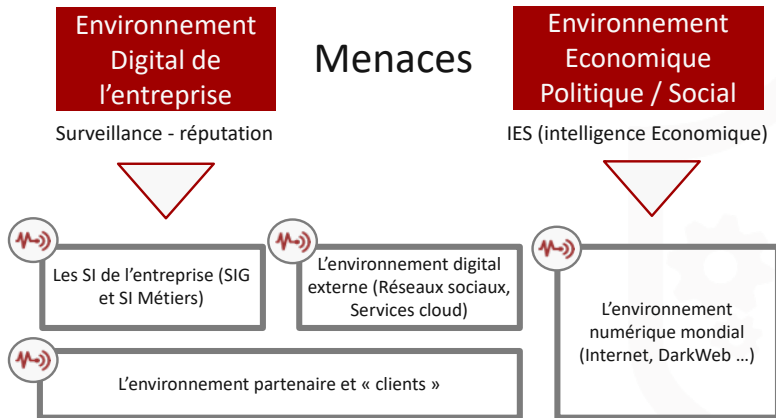 Environnement
Digital de
l'entreprise
Menaces
Environnement
Economique
Politique / Social
Surveillance - réputation
IES (intelligence Economique)
Les SI de l'entreprise (SIG
et SI Métiers)
L'environnement digital
externe (Réseaux sociaux,
Services cloud)
L'environnement
numérique mondial
(Internet, DarkWeb ...)
L'environnement partenaire et « clients »